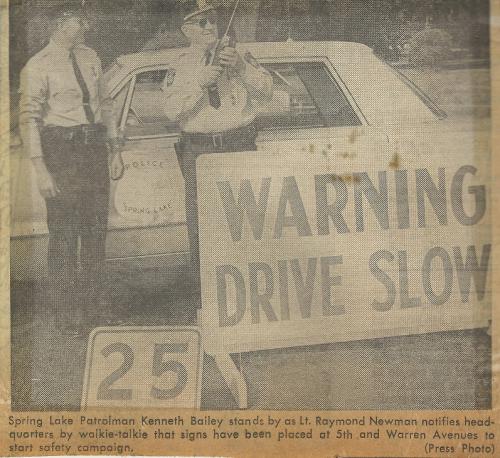 POLICE
SPRING LAKE
WARNING
DRIVE SLOW
25
Spring Lake Patrolman Kenneth Bailey stands by as Lt. Raymond Newman notifies head-
quarters by walkie-talkie that signs have been placed at 5th and Warren Avenues to
start safety campaign. (Press Photo)